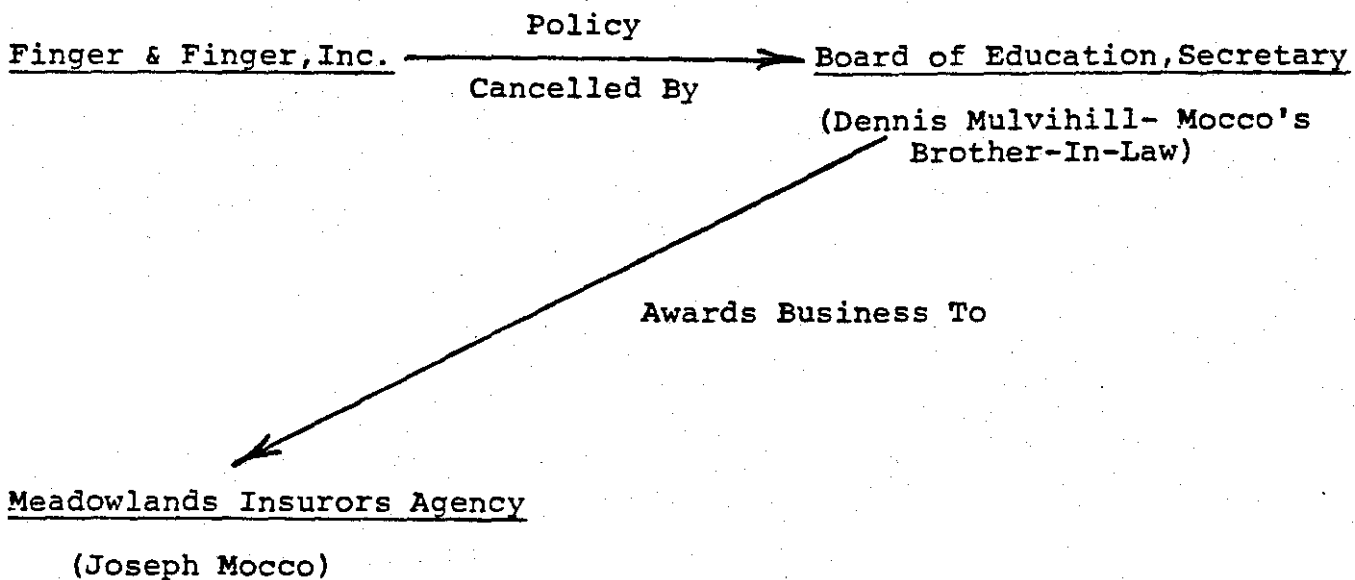 Policy
Finger & Finger,Inc.
Board of Education,Secretary
Cancelled By
(Dennis Mulvihill- Mocco's
Brother-In-Law)
Awards Business To
Meadowlands Insurors Agency
(Joseph Mocco)